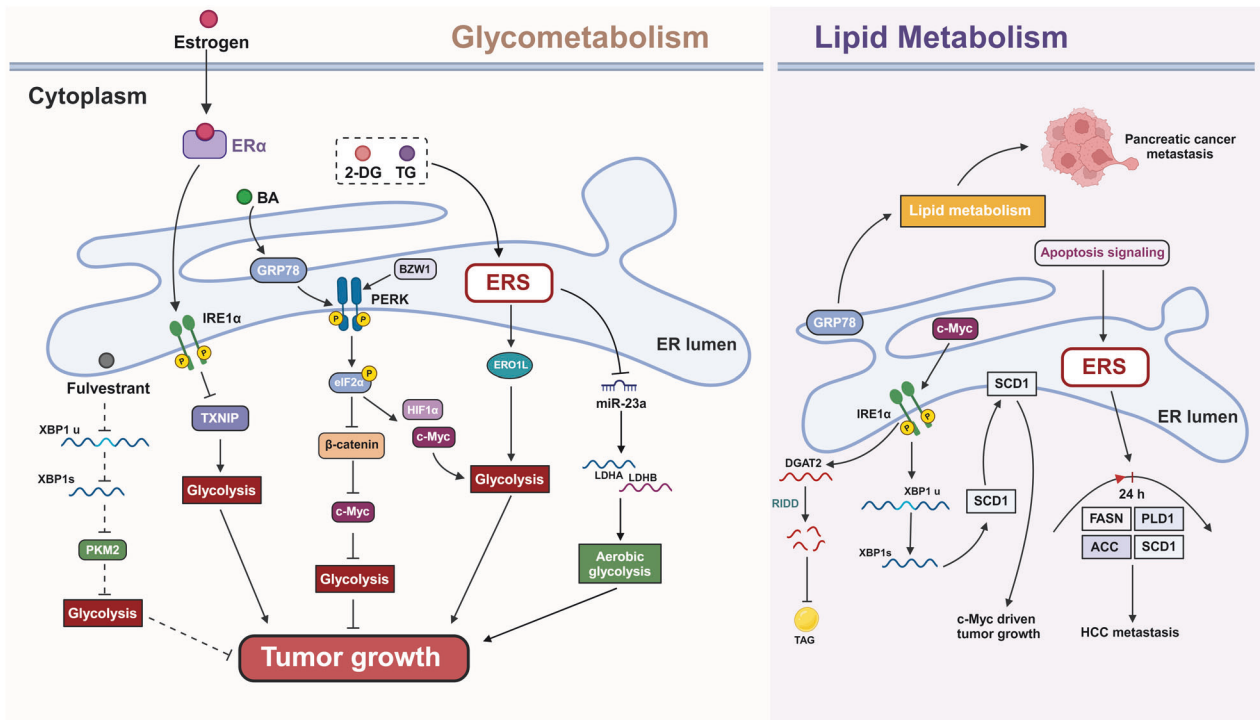 Glycometabolism
Lipid Metabolism
Estrogen
Cytoplasm
ERα
2-DG
TG
BA
GRP78
BZW1
PERK
P
P
ERS
IRE1α
P
P
ER lumen
Fulvestrant
XBP1 u
XBP1s
PKM2
Glycolysis
TXNIP
Glycolysis
eIF2α
P
β-catenin
c-Myc
Glycolysis
HIF1α
c-Myc
Glycolysis
ERO1L
miR-23a
LDHA
LDHB
Aerobic
glycolysis
Tumor growth
Pancreatic cancer
metastasis
Lipid metabolism
GRP78
c-Myc
IRE1α
P
P
DGAT2
RIDD
TAG
XBP1 u
XBP1s
SCD1
SCD1
c-Myc driven
tumor growth
Apoptosis signaling
ERS
ER lumen
24 h
FASN
PLD1
ACC
SCD1
HCC metastasis